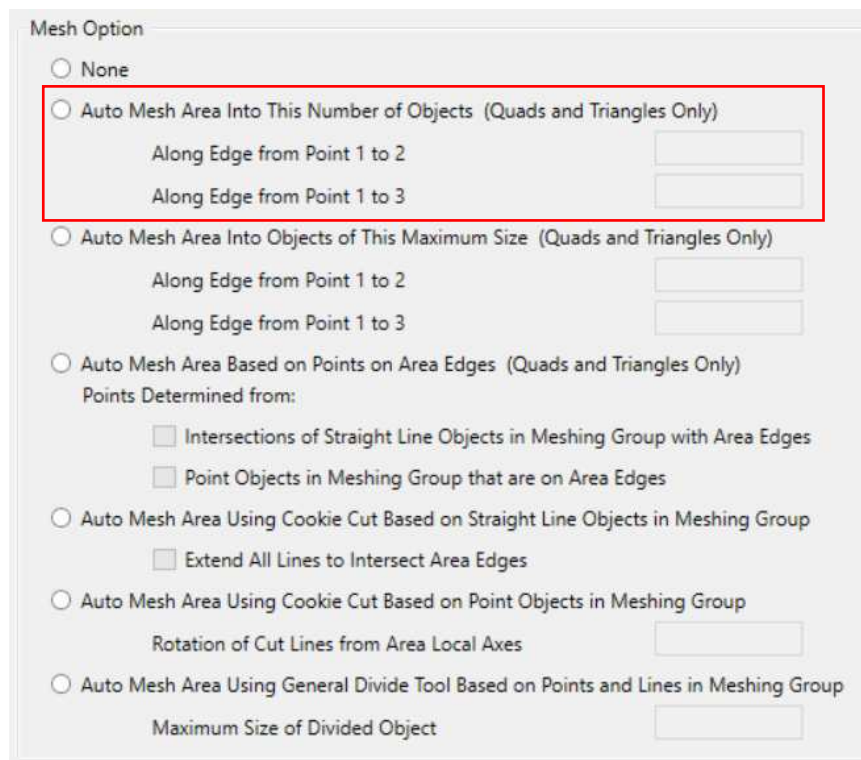 Mesh Option
None
Auto Mesh Area Into This Number of Objects (Quads and Triangles Only)
Along Edge from Point 1 to 2
Along Edge from Point 1 to 3
Auto Mesh Area Into Objects of This Maximum Size (Quads and Triangles Only)
Along Edge from Point 1 to 2
Along Edge from Point 1 to 3
Auto Mesh Area Based on Points on Area Edges (Quads and Triangles Only)
Points Determined from:
Intersections of Straight Line Objects in Meshing Group with Area Edges
Point Objects in Meshing Group that are on Area Edges
Auto Mesh Area Using Cookie Cut Based on Straight Line Objects in Meshing Group
Extend All Lines to Intersect Area Edges
Auto Mesh Area Using Cookie Cut Based on Point Objects in Meshing Group
Rotation of Cut Lines from Area Local Axes
Auto Mesh Area Using General Divide Tool Based on Points and Lines in Meshing Group
Maximum Size of Divided Object